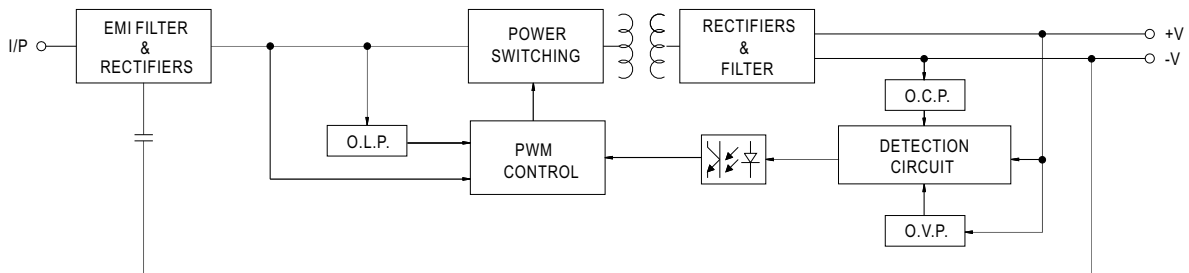 I/P
EMI FILTER
&
RECTIFIERS
POWER
SWITCHING
RECTIFIERS
&
FILTER
+V
-V
O.C.P.
O.L.P.
PWM
CONTROL
DETECTION
CIRCUIT
O.V.P.